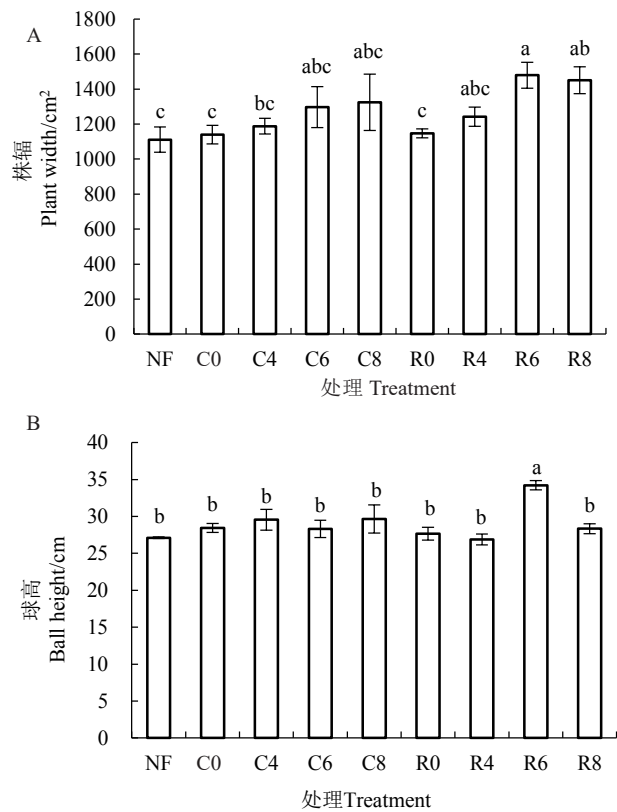 A
1800
1600
1400
1200
1000
800
600
400
200
0
株辐
Plant width/cm²
c c bc abc abc c abc a ab
NF C0 C4 C6 C8 R0 R4 R6 R8
处理 Treatment
B
40
35
30
25
20
15
10
5
0
球高
Ball height/cm
b b b b b b b a b
NF C0 C4 C6 C8 R0 R4 R6 R8
处理Treatment